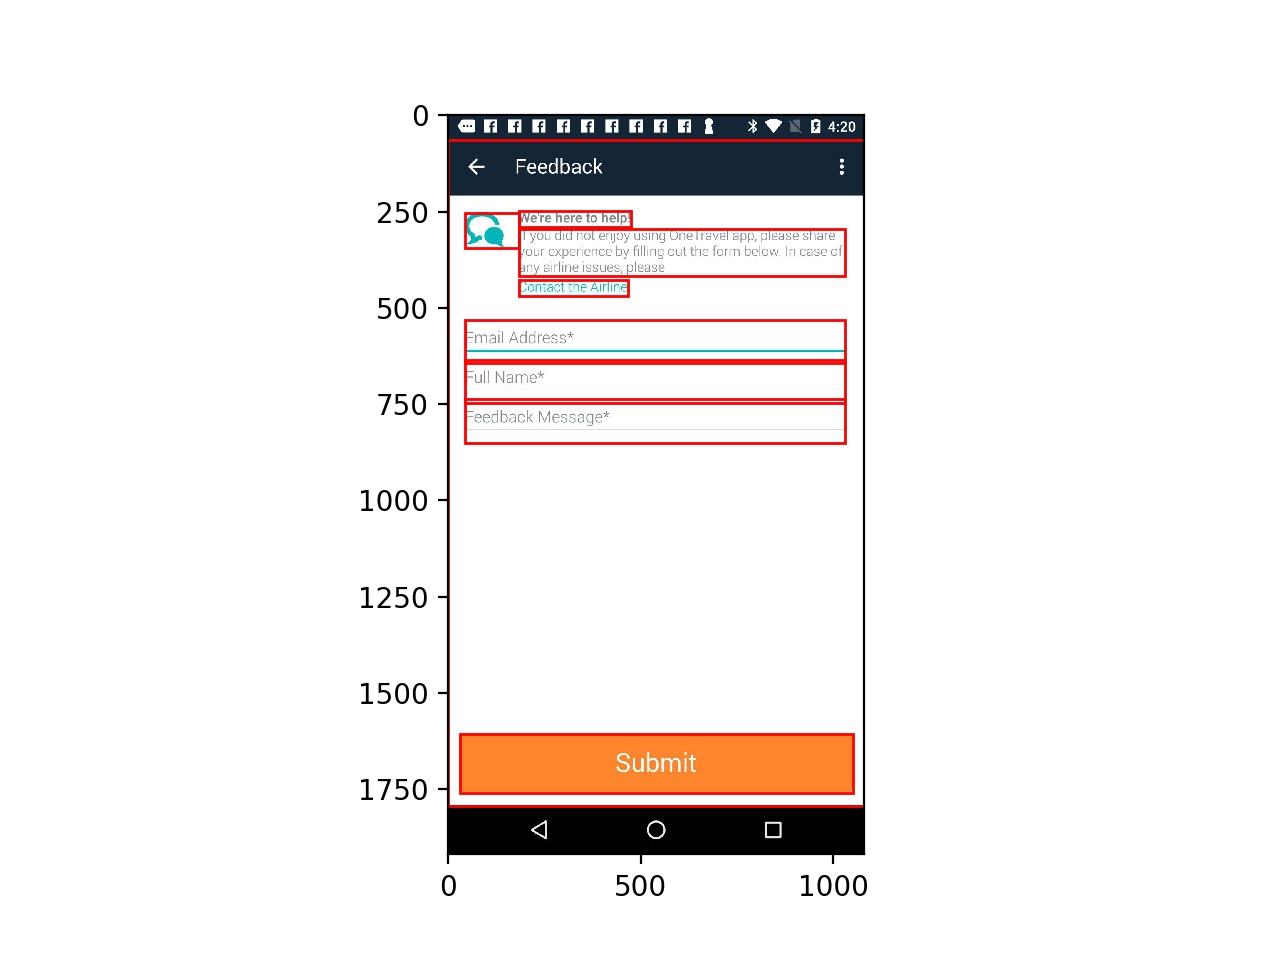 0
250
500
750
1000
1250
1500
1750
0 500 1000
4:20
Feedback
We're here to help!
If you did not enjoy using OneTravel app, please share
your experience by filling out the form below. In case of
any airline issues, please
Contact the Airline
Email Address*
Full Name*
Feedback Message*
Submit